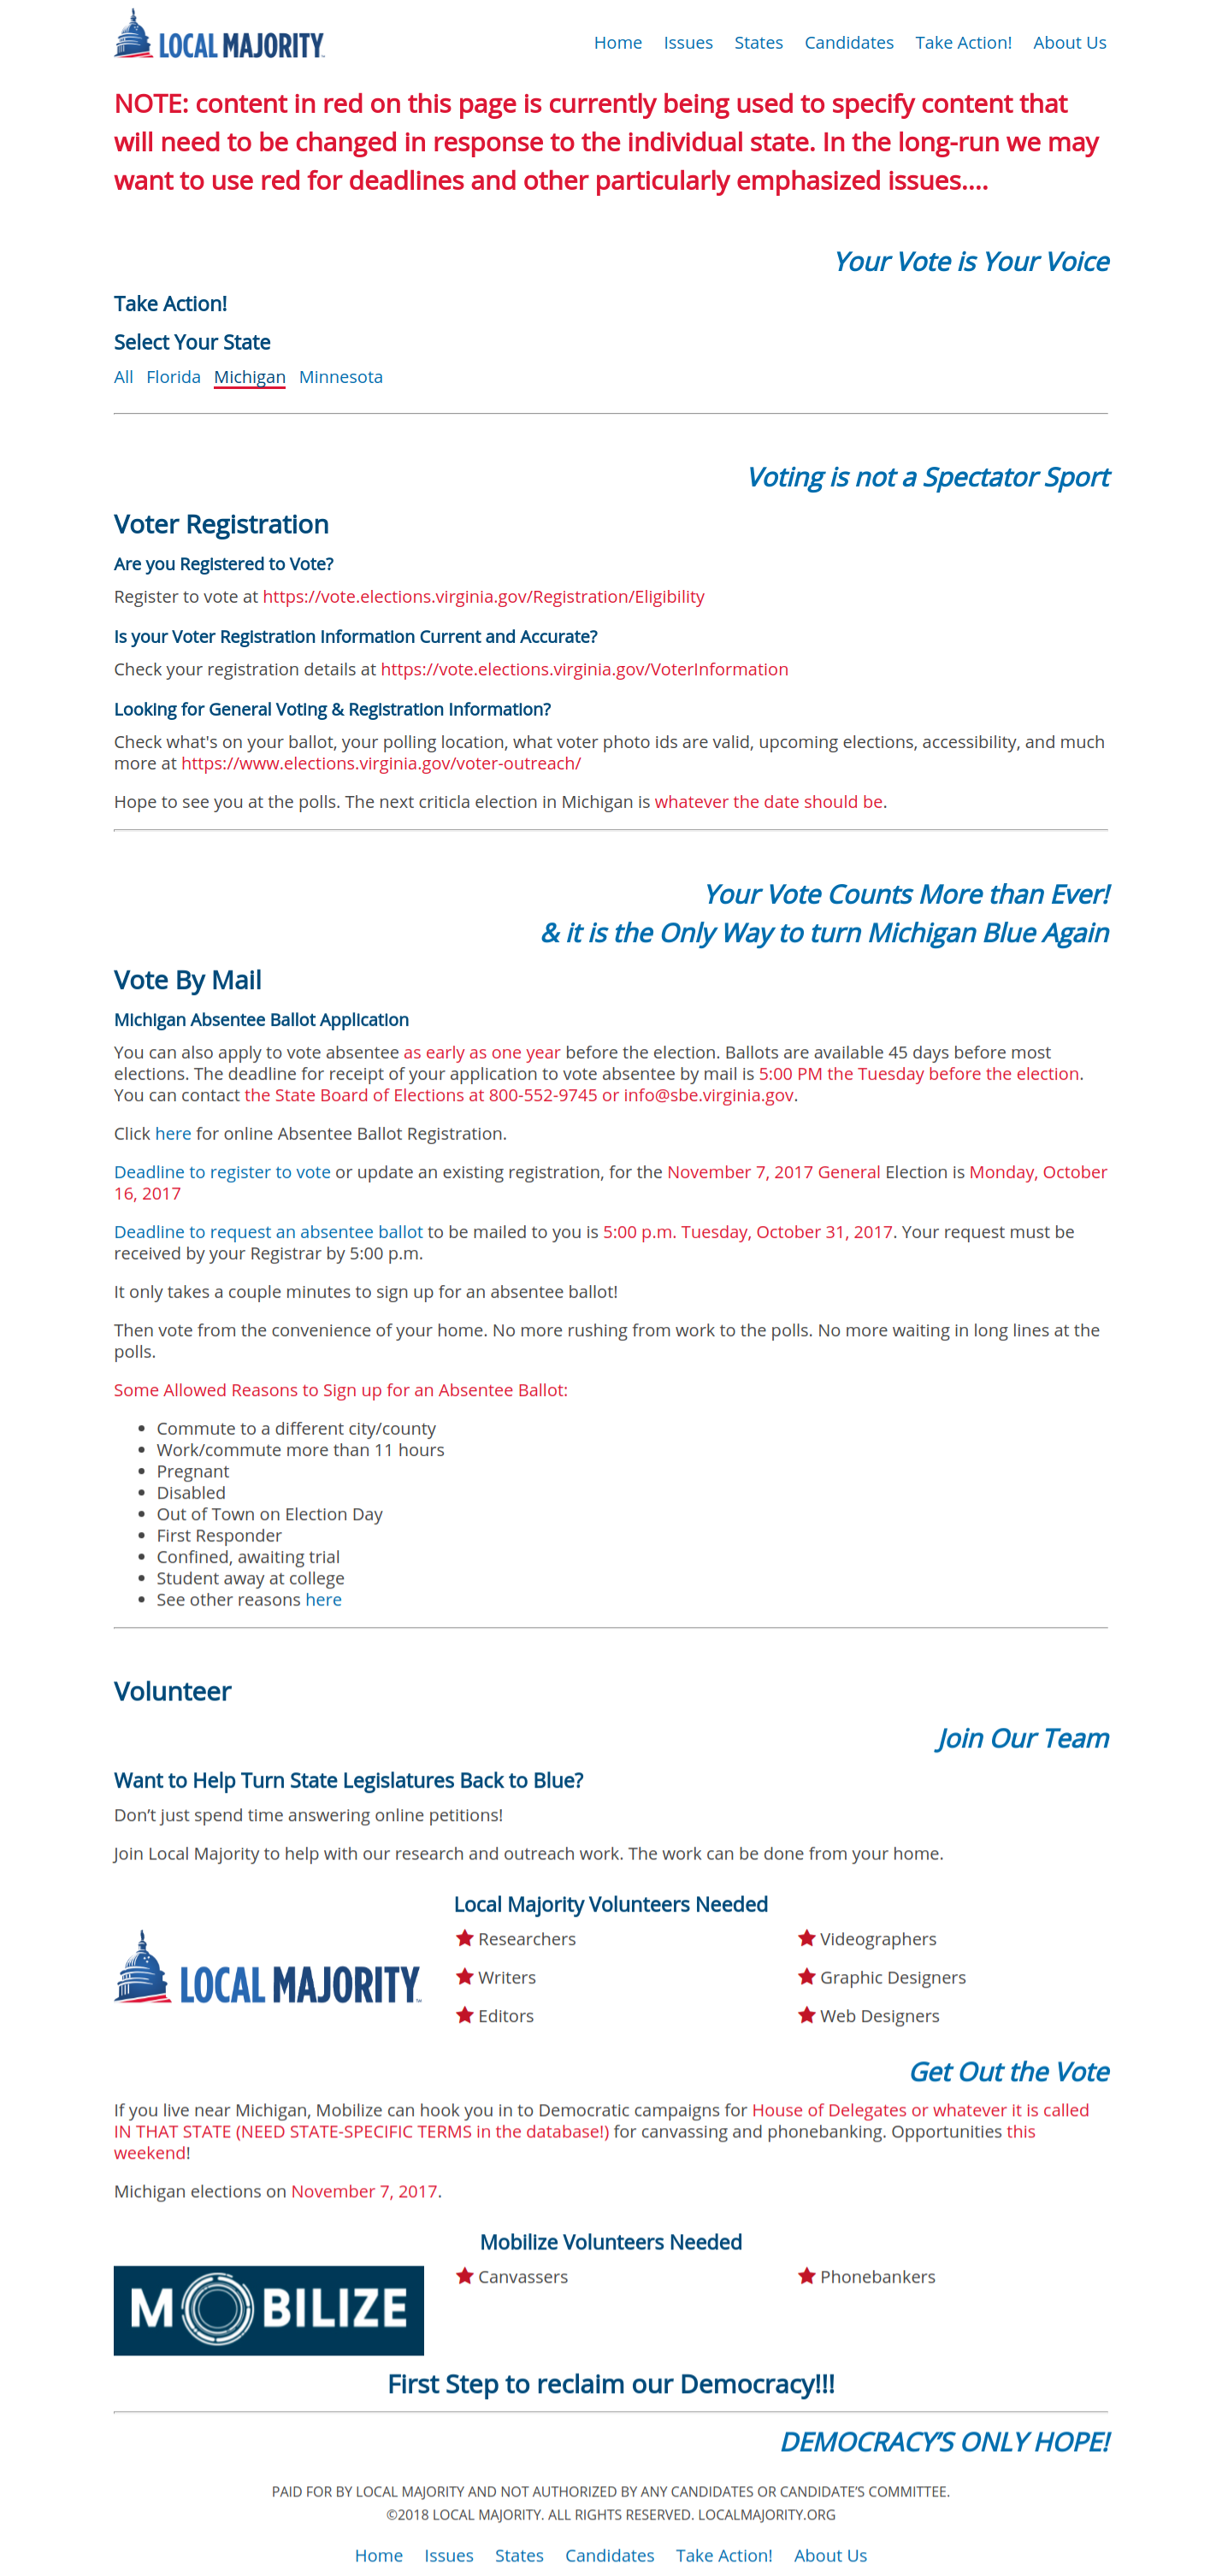 LOCAL MAJORITY™
Home Issues States Candidates Take Action! About Us
NOTE: content in red on this page is currently being used to specify content that
will need to be changed in response to the individual state. In the long-run we may
want to use red for deadlines and other particularly emphasized issues....
Your Vote is Your Voice
Take Action!
Select Your State
All Florida Michigan Minnesota
Voting is not a Spectator Sport
Voter Registration
Are you Registered to Vote?
Register to vote at https://vote.elections.virginia.gov/Registration/Eligibility
Is your Voter Registration Information Current and Accurate?
Check your registration details at https://vote.elections.virginia.gov/VoterInformation
Looking for General Voting & Registration Information?
Check what's on your ballot, your polling location, what voter photo ids are valid, upcoming elections, accessibility, and much
more at https://www.elections.virginia.gov/voter-outreach/
Hope to see you at the polls. The next criticla election in Michigan is whatever the date should be.
Your Vote Counts More than Ever!
& it is the Only Way to turn Michigan Blue Again
Vote By Mail
Michigan Absentee Ballot Application
You can also apply to vote absentee as early as one year before the election. Ballots are available 45 days before most
elections. The deadline for receipt of your application to vote absentee by mail is 5:00 PM the Tuesday before the election.
You can contact the State Board of Elections at 800-552-9745 or info@sbe.virginia.gov.
Click here for online Absentee Ballot Registration.
Deadline to register to vote or update an existing registration, for the November 7, 2017 General Election is Monday, October
16, 2017
Deadline to request an absentee ballot to be mailed to you is 5:00 p.m. Tuesday, October 31, 2017. Your request must be
received by your Registrar by 5:00 p.m.
It only takes a couple minutes to sign up for an absentee ballot!
Then vote from the convenience of your home. No more rushing from work to the polls. No more waiting in long lines at the
polls.
Some Allowed Reasons to Sign up for an Absentee Ballot:
• Commute to a different city/county
• Work/commute more than 11 hours
• Pregnant
• Disabled
• Out of Town on Election Day
• First Responder
• Confined, awaiting trial
• Student away at college
• See other reasons here
Volunteer
Join Our Team
Want to Help Turn State Legislatures Back to Blue?
Don’t just spend time answering online petitions!
Join Local Majority to help with our research and outreach work. The work can be done from your home.
Local Majority Volunteers Needed
LOCAL MAJORITY™
Researchers
Writers
Editors
Videographers
Graphic Designers
Web Designers
Get Out the Vote
If you live near Michigan, Mobilize can hook you in to Democratic campaigns for House of Delegates or whatever it is called
IN THAT STATE (NEED STATE-SPECIFIC TERMS in the database!) for canvassing and phonebanking. Opportunities this
weekend!
Michigan elections on November 7, 2017.
Mobilize Volunteers Needed
MOBILIZE
Canvassers
Phonebankers
First Step to reclaim our Democracy!!!
DEMOCRACY’S ONLY HOPE!
PAID FOR BY LOCAL MAJORITY AND NOT AUTHORIZED BY ANY CANDIDATES OR CANDIDATE’S COMMITTEE.
©2018 LOCAL MAJORITY. ALL RIGHTS RESERVED. LOCALMAJORITY.ORG
Home Issues States Candidates Take Action! About Us